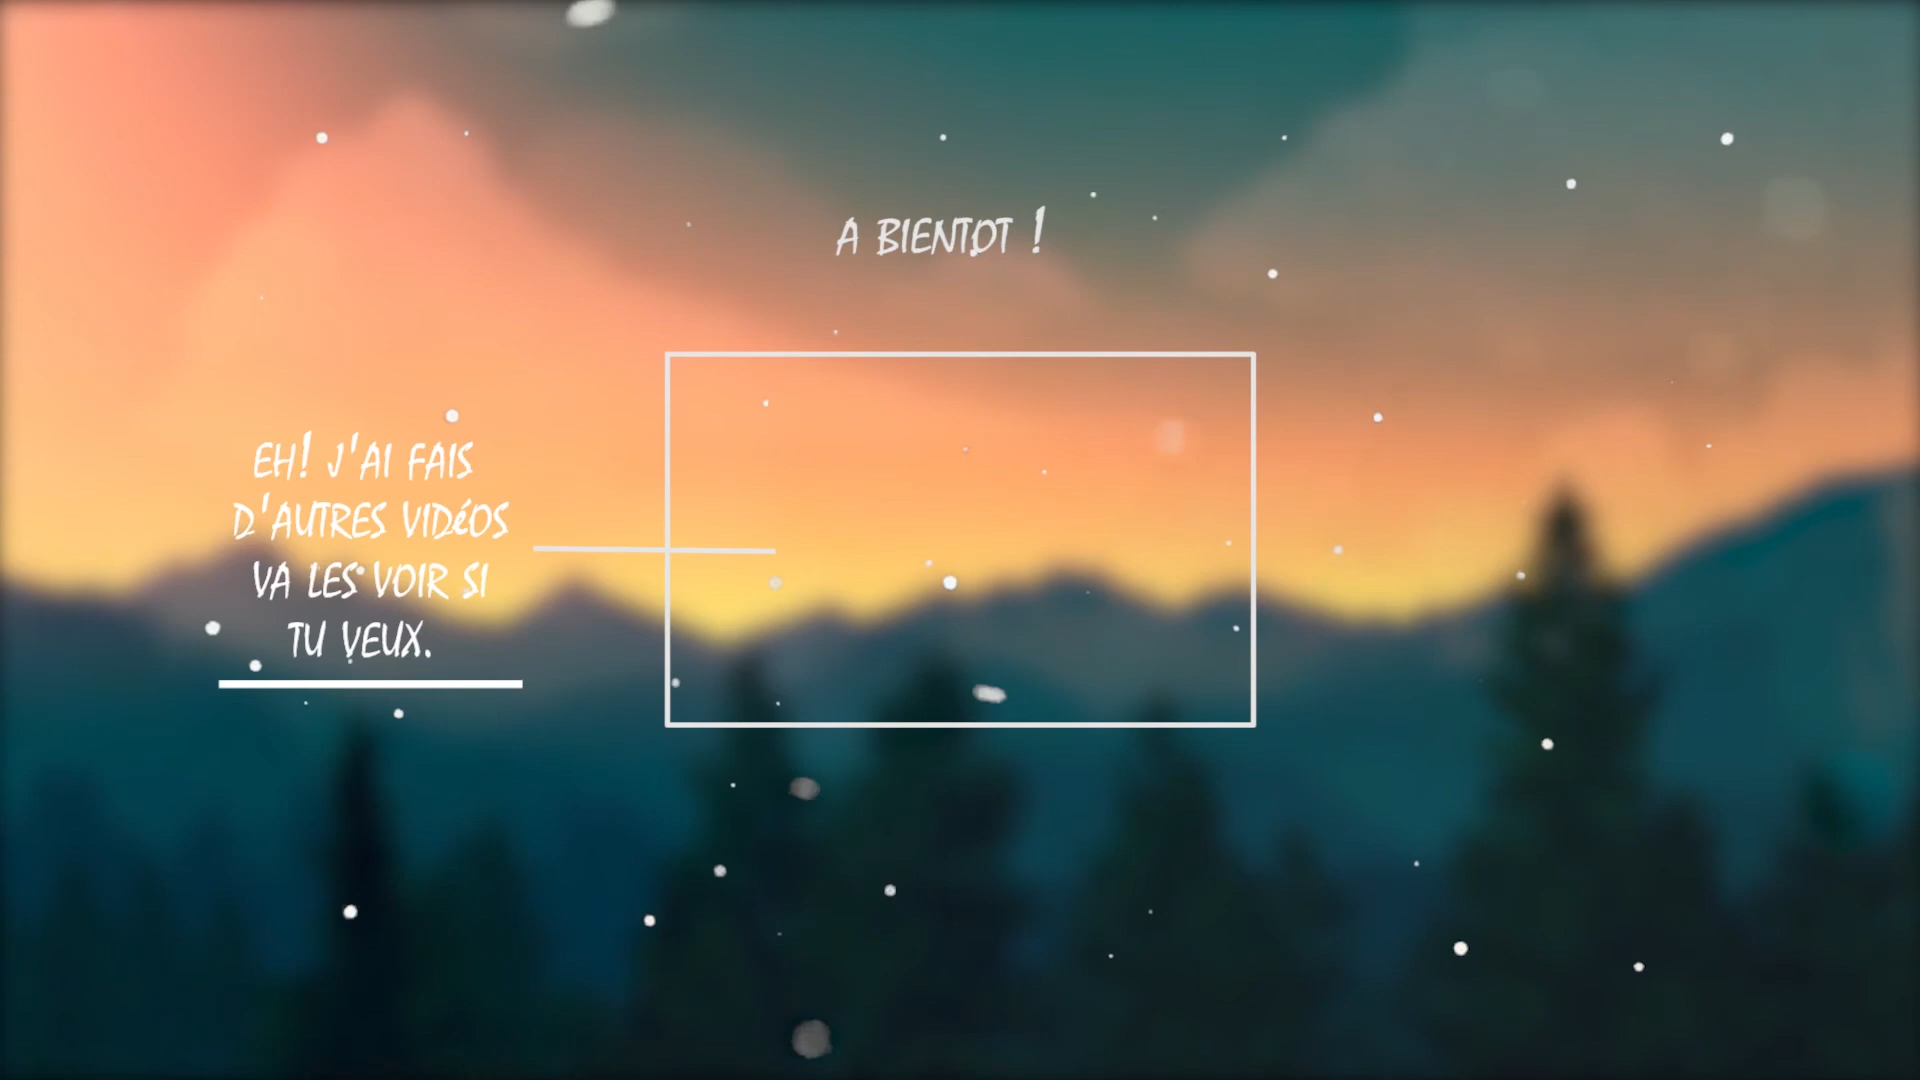 A BIENTOT !
EH! J'AI FAIS
D'AUTRES VIDéOS
VA LES VOIR SI
TU VEUX.